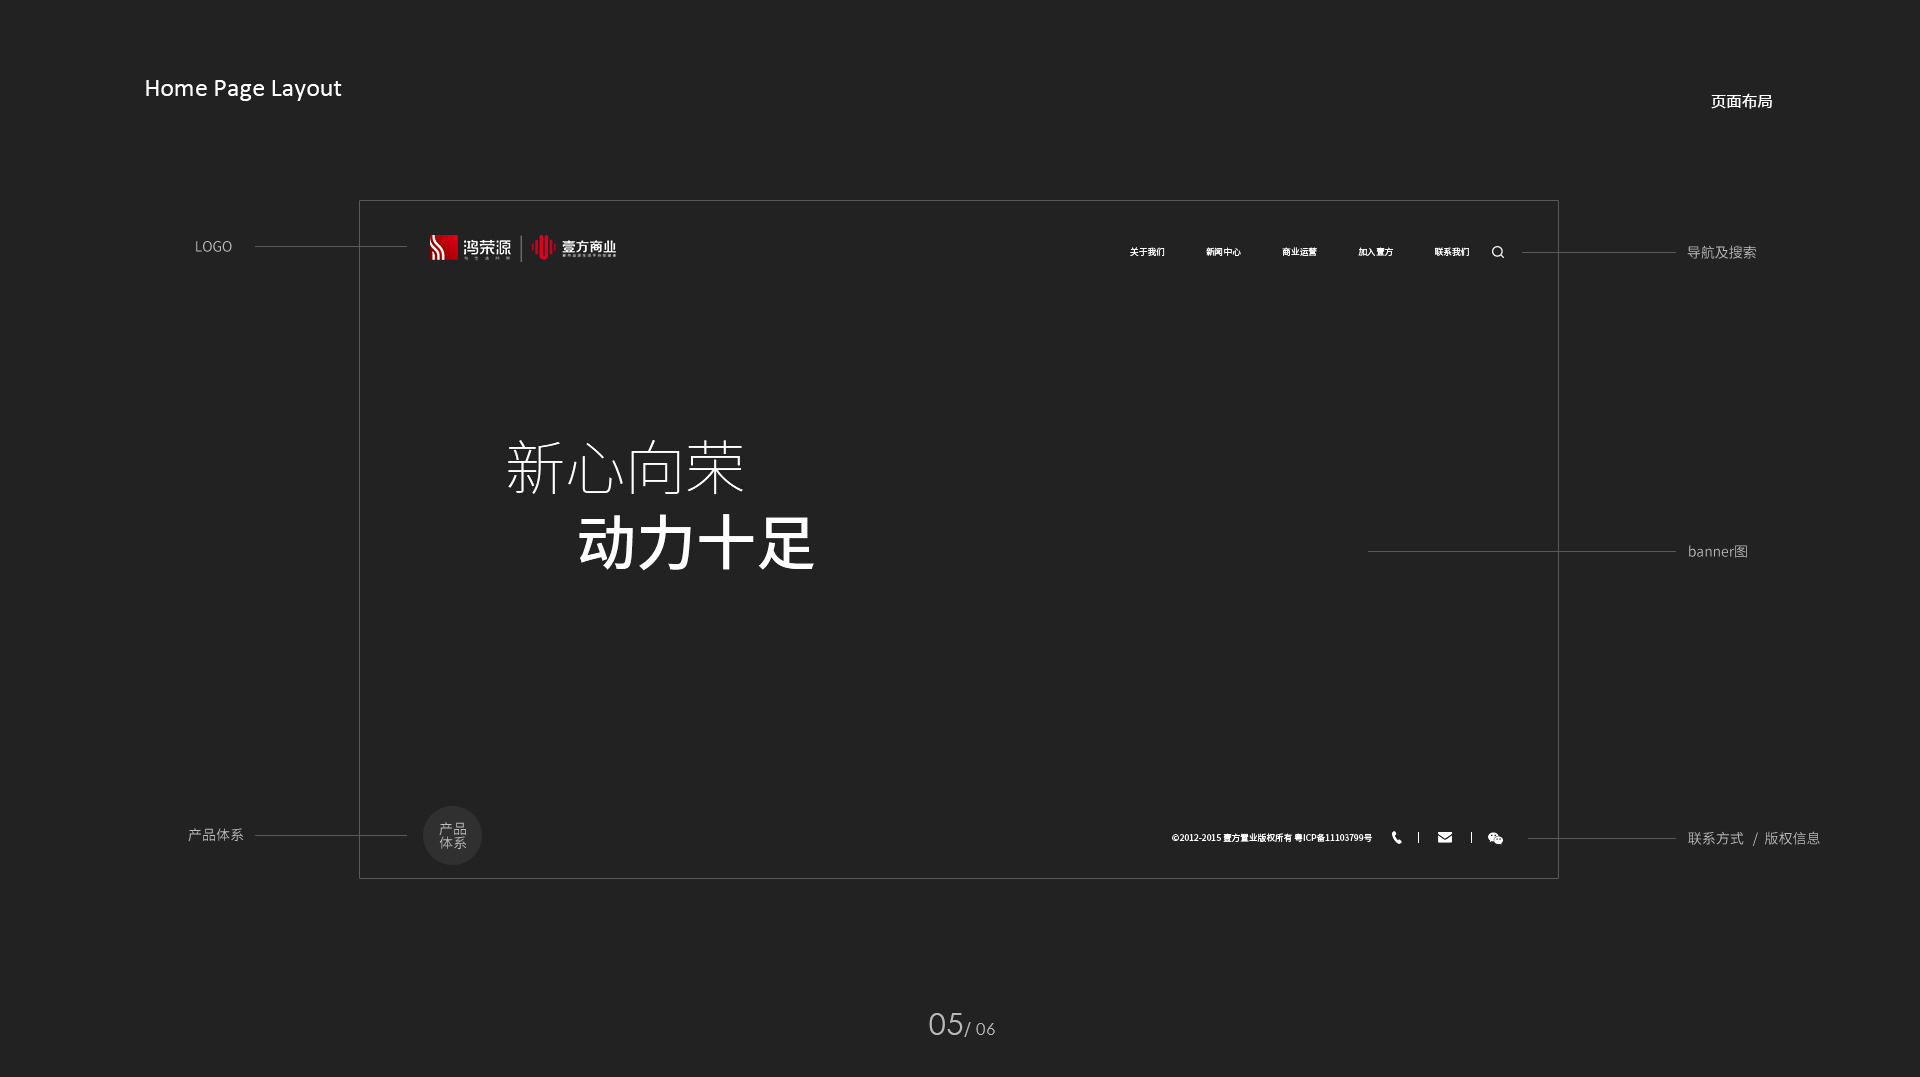 Home Page Layout
页面布局
LOGO
鸿荣源
壹方商业
关于我们 新闻中心 商业运营 加入壹方 联系我们
导航及搜索
新心向荣
动力十足
banner图
产品体系
产品
体系
©2012-2015 壹方置业版权所有 粤ICP备11103799号
联系方式 / 版权信息
05/ 06